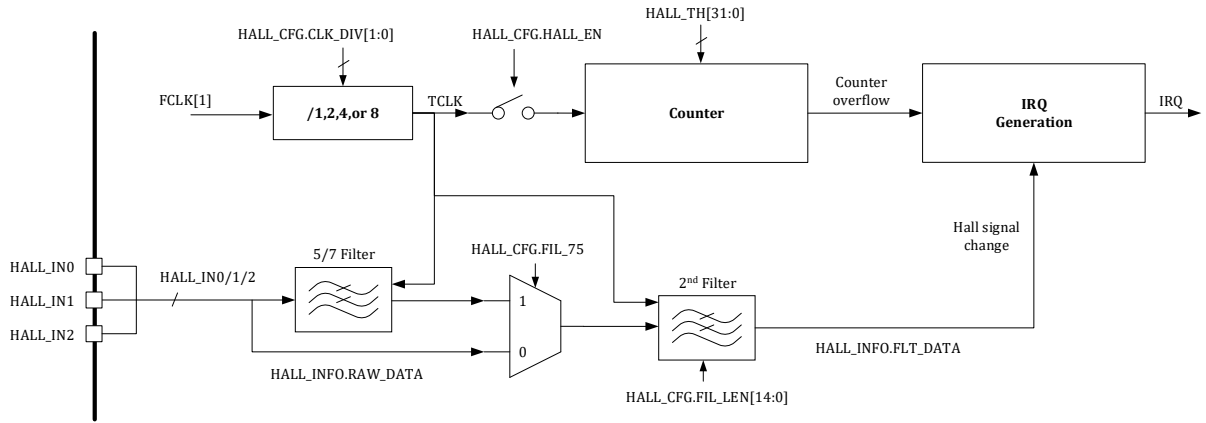 HALL_TH[31:0]
HALL_CFG.CLK_DIV[1:0]
HALL_CFG.HALL_EN
FCLK[1]
/1,2,4,or 8
TCLK
Counter
Counter
overflow
IRQ
Generation
IRQ
HALL_IN0
HALL_IN1
HALL_IN2
HALL_IN0/1/2
5/7 Filter
HALL_CFG.FIL_75
1
0
HALL_INFO.RAW_DATA
2nd Filter
HALL_CFG.FIL_LEN[14:0]
Hall signal
change
HALL_INFO.FLT_DATA